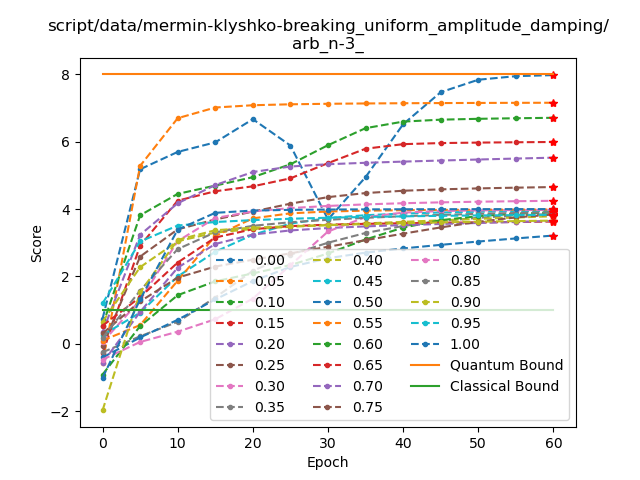 script/data/mermin-klyshko-breaking_uniform_amplitude_damping/
arb_n-3_
8
6
4
2
0
−2
Score
0.00 0.40 0.80
0.05 0.45 0.85
0.10 0.50 0.90
0.15 0.55 0.95
0.20 0.60 1.00
0.25 0.65 Quantum Bound
0.30 0.70 Classical Bound
0.35 0.75
0 10 20 30 40 50 60
Epoch